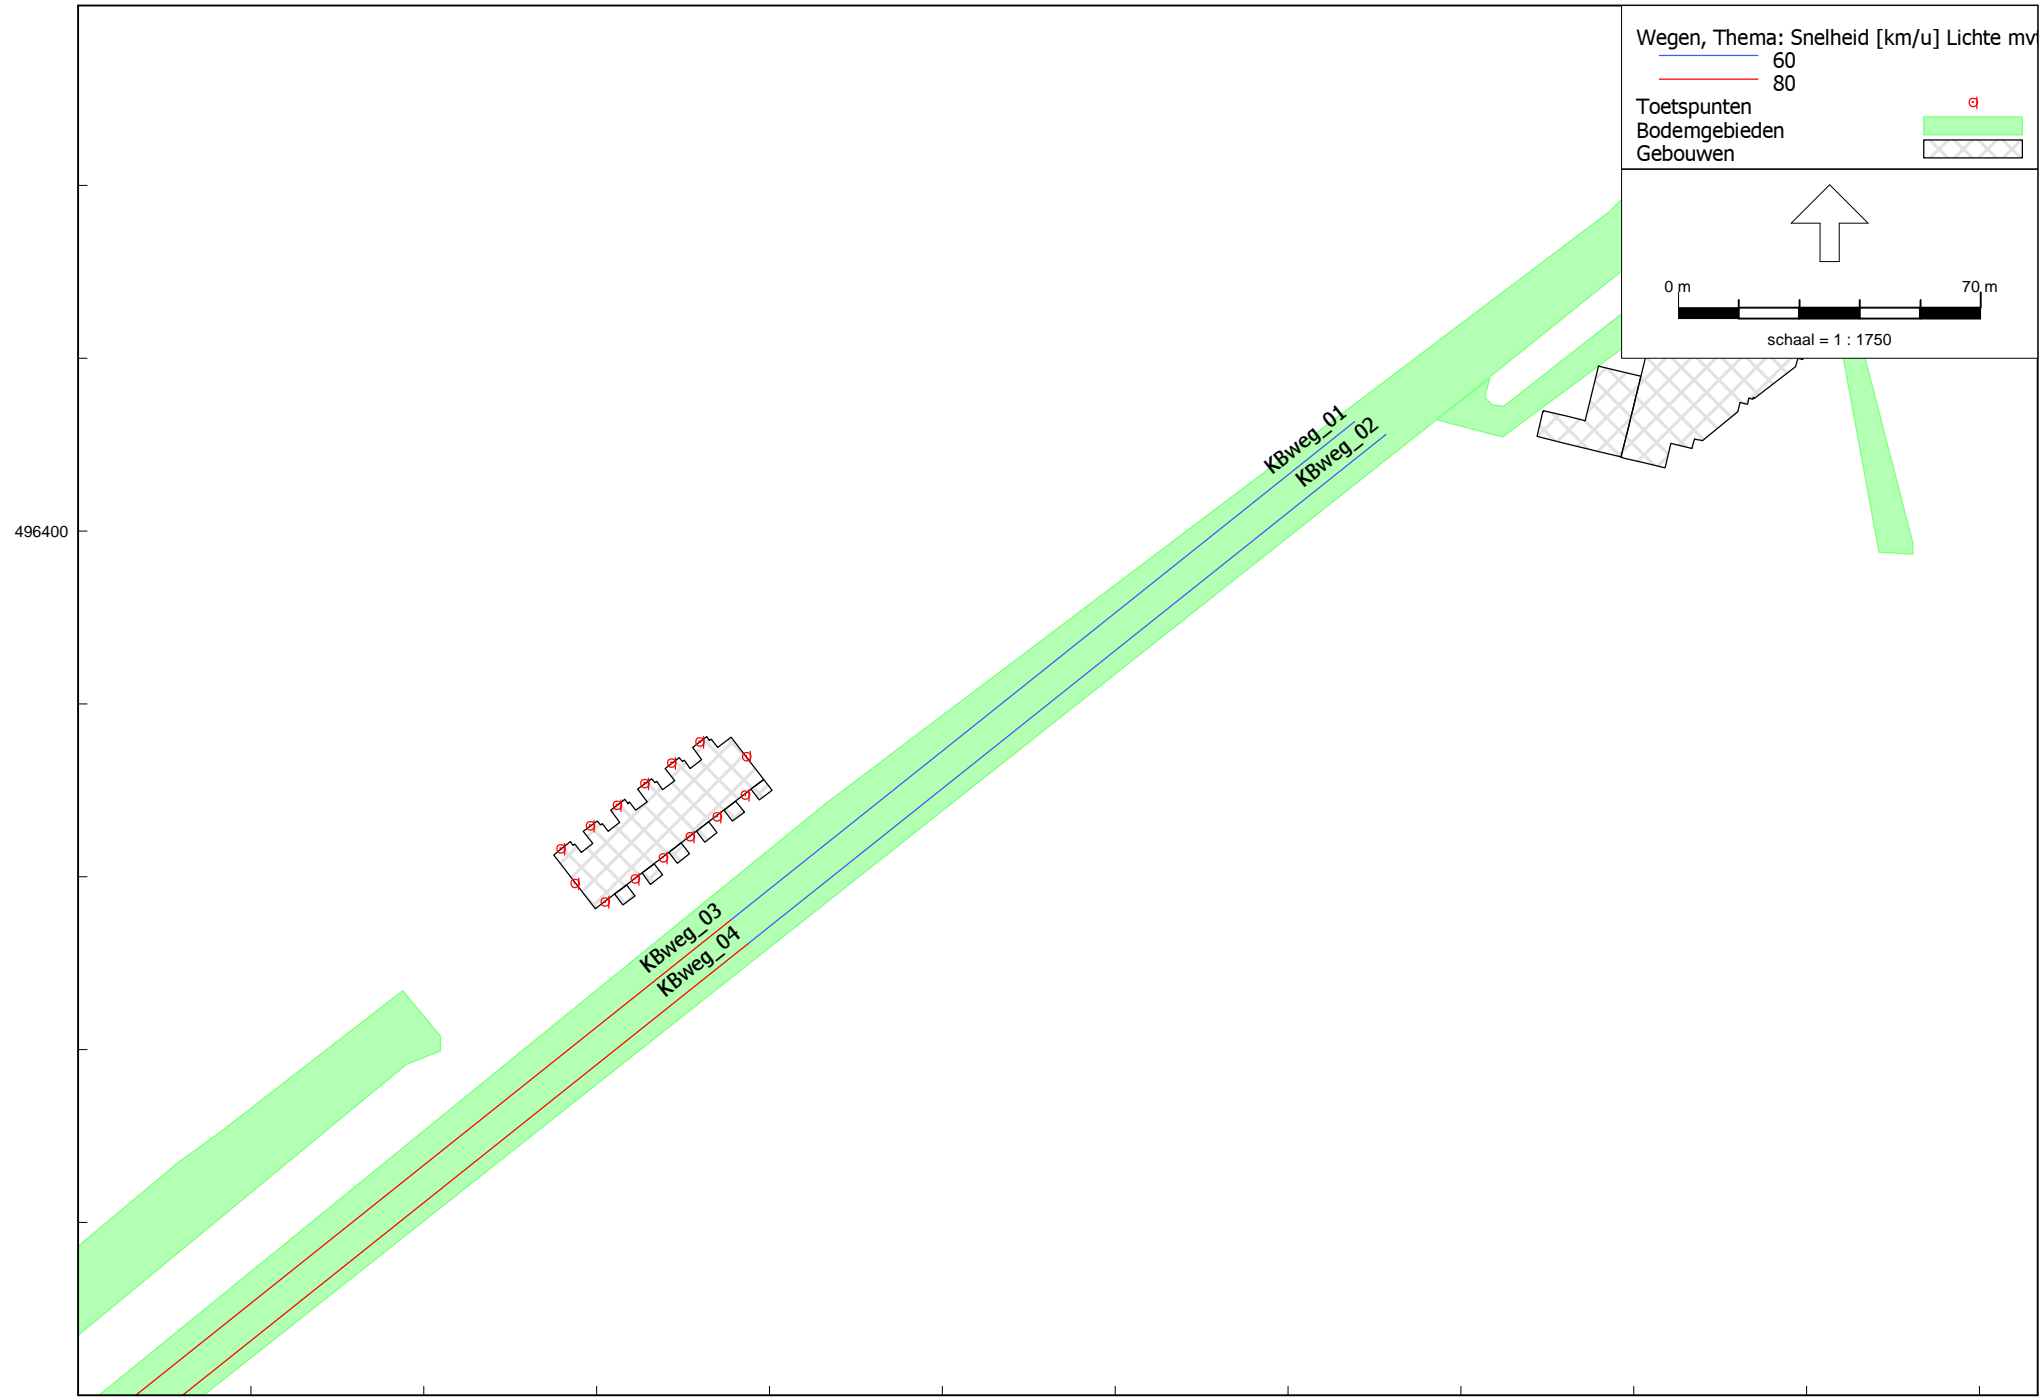 Wegen, Thema: Snelheid [km/u] Lichte mv
60
80
Toetspunten
Bodemgebieden
Gebouwen
0 m 70 m
schaal = 1 : 1750
KBweg_01
KBweg_02
496400
KBweg_03
KBweg_04